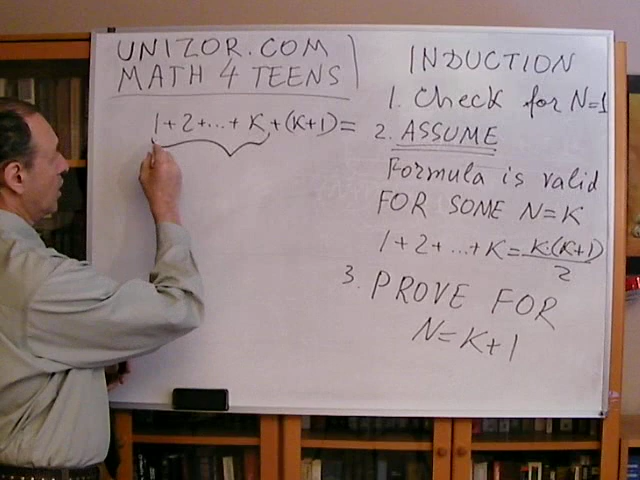 UNIZOR.COM
MATH 4 TEENS
1+2+...+K+(K+1)=
INDUCTION
1. Check for N=1
2. ASSUME
Formula is valid
FOR SOME N=K
1+2+...+K=K·(K+1)/2
3. PROVE FOR
N=K+1